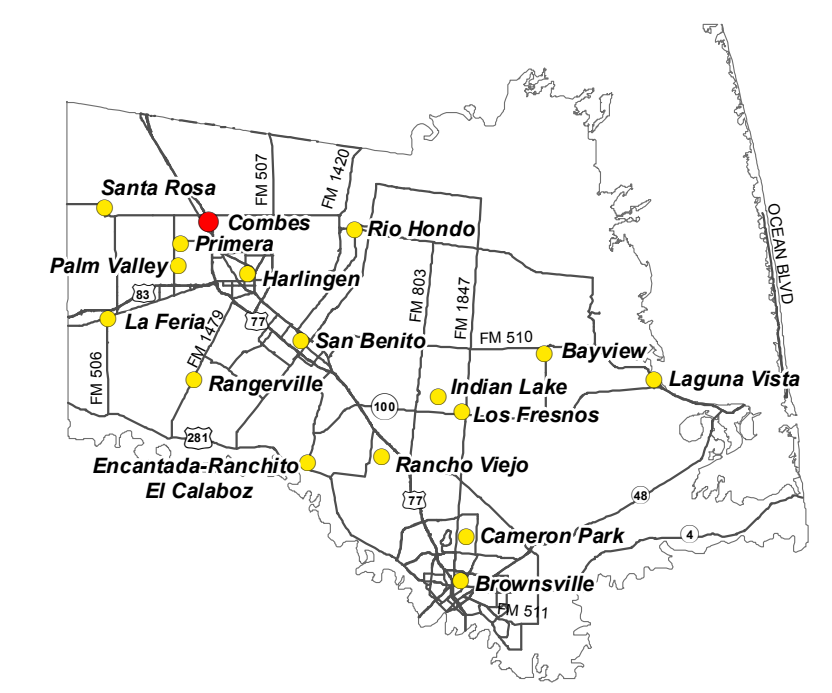 FM 507
FM 1420
Santa Rosa
OCEAN BLVD
Combes
Rio Hondo
Primera
Palm Valley
Harlingen
FM 803
83
FM 1847
La Feria
FM 1479
77
San Benito
FM 510
Bayview
FM 506
Rangerville
Indian Lake
Laguna Vista
100
Los Fresnos
281
Encantada-Ranchito
El Calaboz
Rancho Viejo
77
48
Cameron Park
4
Brownsville
FM 511